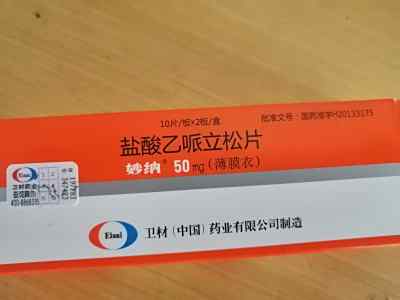 10片/板×2板/盒
批准文号：国药准字H20133175
盐酸乙哌立松片
妙纳® 50mg（薄膜衣）
Eisai
Eisai
卫材（中国）药业有限公司制造